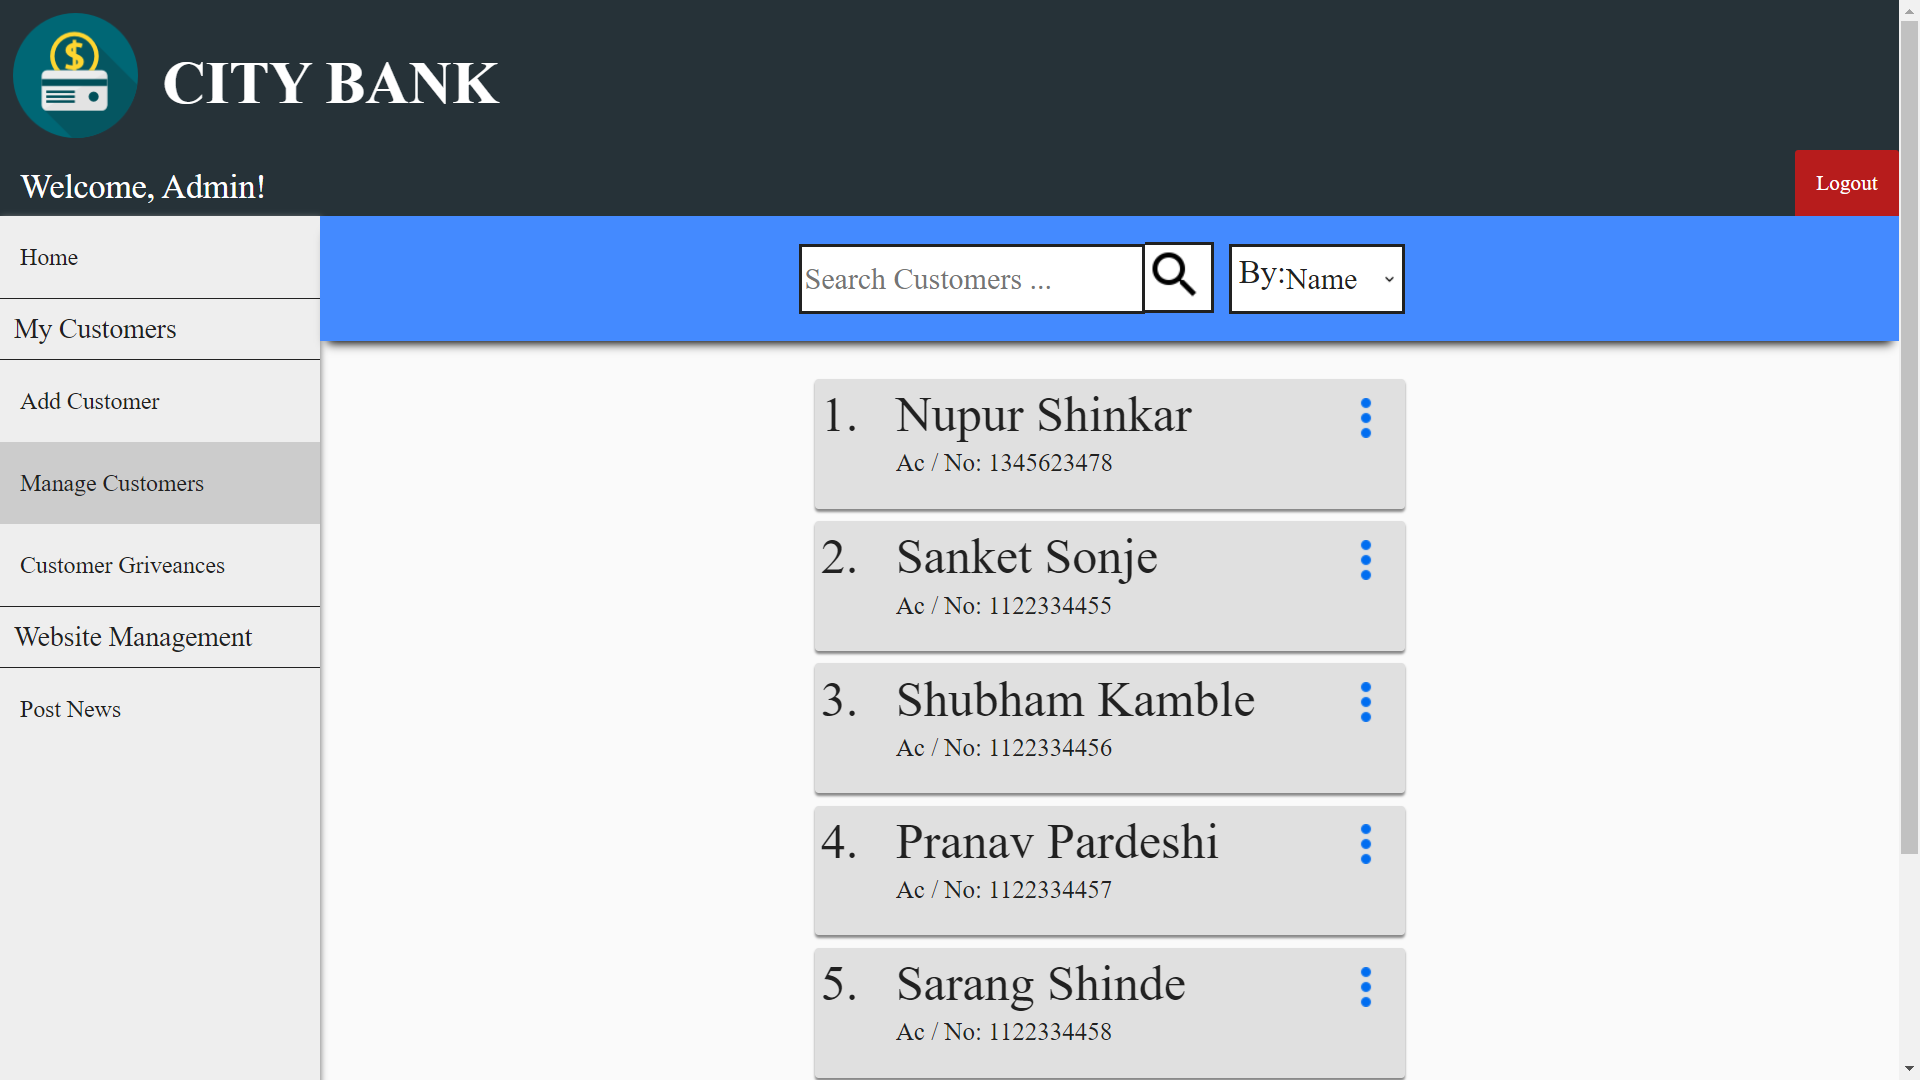 CITY BANK
Welcome, Admin!
Logout
Home
My Customers
Add Customer
Manage Customers
Customer Griveances
Website Management
Post News
Search Customers ...
By:Name
1. Nupur Shinkar
Ac / No: 1345623478
2. Sanket Sonje
Ac / No: 1122334455
3. Shubham Kamble
Ac / No: 1122334456
4. Pranav Pardeshi
Ac / No: 1122334457
5. Sarang Shinde
Ac / No: 1122334458